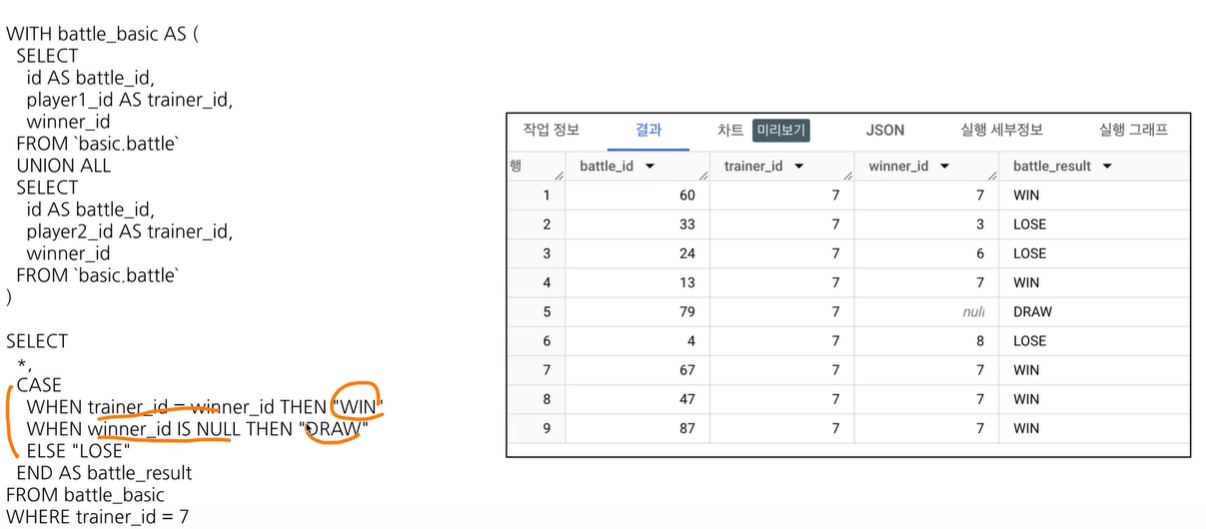 WITH battle_basic AS (
SELECT
id AS battle_id,
player1_id AS trainer_id,
winner_id
FROM `basic.battle`
UNION ALL
SELECT
id AS battle_id,
player2_id AS trainer_id,
winner_id
FROM `basic.battle`
)
SELECT
*,
CASE
WHEN trainer_id = winner_id THEN "WIN"
WHEN winner_id IS NULL THEN "DRAW"
ELSE "LOSE"
END AS battle_result
FROM battle_basic
WHERE trainer_id = 7
작업 정보 결과 차트 미리보기 JSON 실행 세부정보 실행 그래프
행 battle_id trainer_id winner_id battle_result
1 60 7 7 WIN
2 33 7 3 LOSE
3 24 7 6 LOSE
4 13 7 7 WIN
5 79 7 null DRAW
6 4 7 8 LOSE
7 67 7 7 WIN
8 47 7 7 WIN
9 87 7 7 WIN